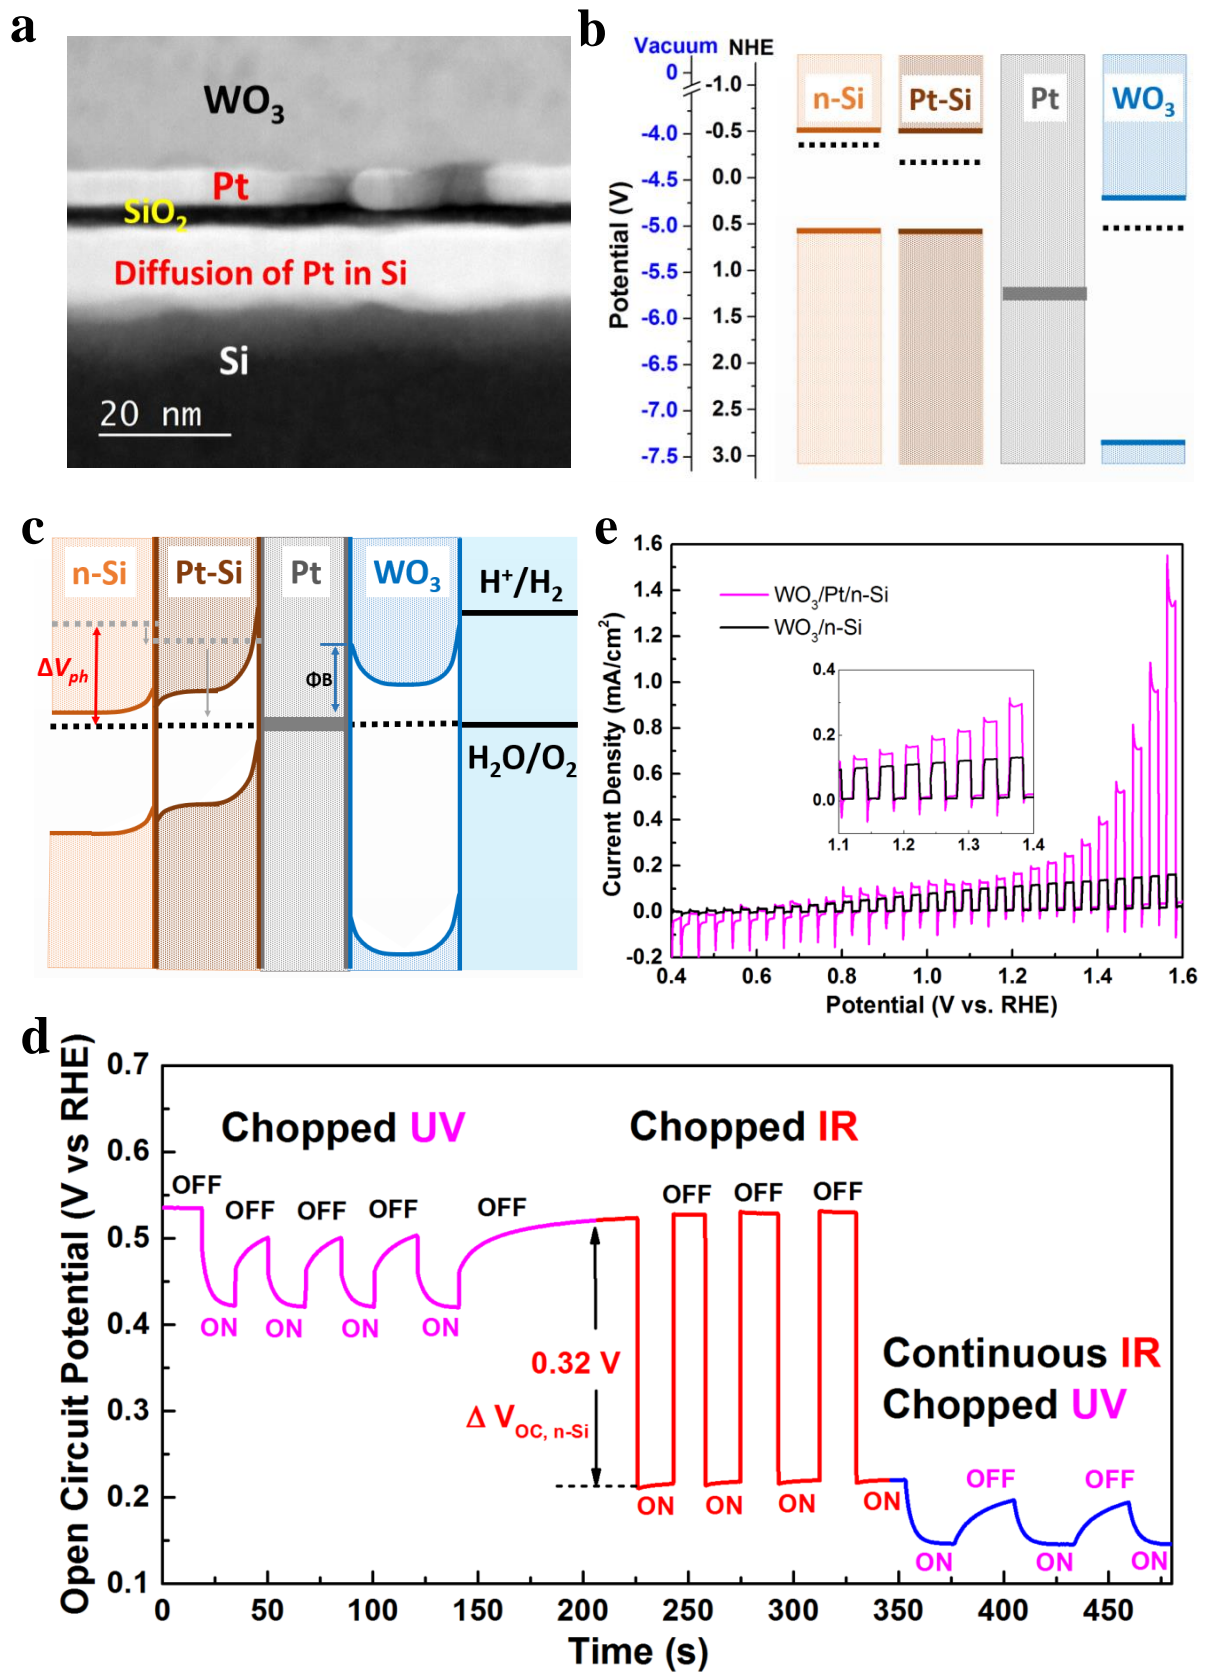 a
WO3
Pt
SiO2
Diffusion of Pt in Si
Si
20 nm
b
Vacuum NHE
n-Si
Pt-Si
Pt
WO3
0
-4.0
-4.5
-5.0
-5.5
-6.0
-6.5
-7.0
-7.5
-1.0
-0.5
0.0
0.5
1.0
1.5
2.0
2.5
3.0
Potential (V)
c
n-Si
Pt-Si
Pt
WO3
H+/H2
ΔVph
ΦB
H2O/O2
e
WO3/Pt/n-Si
WO3/n-Si
1.6
1.4
1.2
1.0
0.8
0.6
0.4
0.2
0.0
-0.2
0.4
0.2
0.0
1.1 1.2 1.3 1.4
0.4 0.6 0.8 1.0 1.2 1.4 1.6
Current Density (mA/cm2)
Potential (V vs. RHE)
d
Open Circuit Potential (V vs RHE)
0.7
0.6
0.5
0.4
0.3
0.2
0.1
Chopped UV
Chopped IR
OFF OFF OFF OFF OFF
OFF OFF OFF
ON ON ON ON
0.32 V
Δ VOC, n-Si
Continuous IR
Chopped UV
ON ON ON ON
OFF OFF
ON ON ON
0 50 100 150 200 250 300 350 400 450
Time (s)